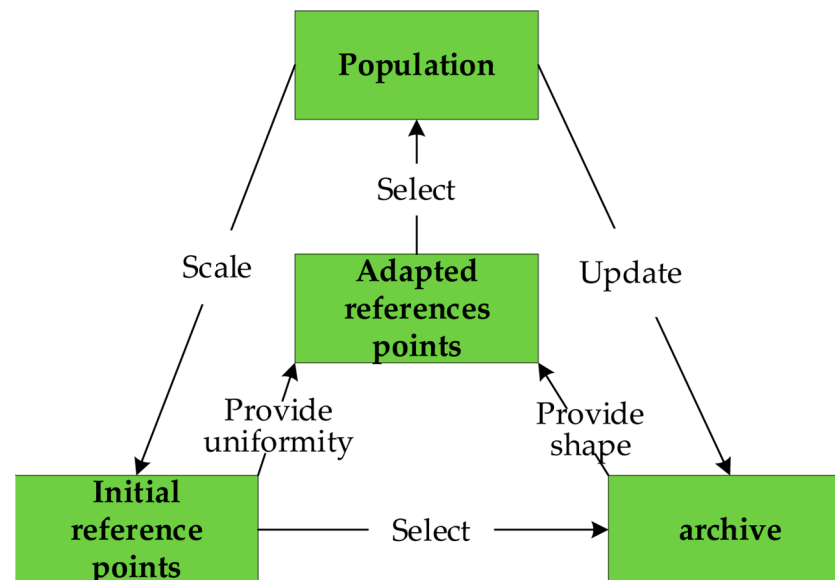 Population
Select
Scale
Update
Adapted
references
points
Provide
uniformity
Provide
shape
Initial
reference
points
Select
archive